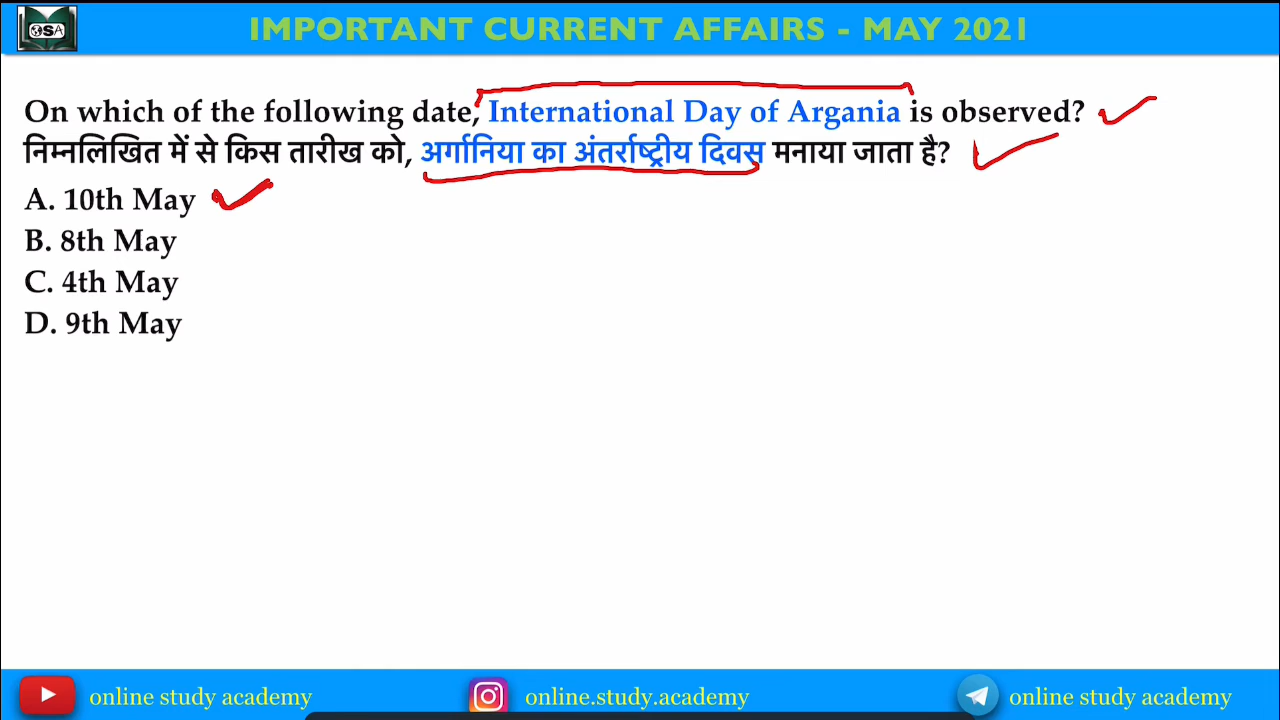 OSA
IMPORTANT CURRENT AFFAIRS - MAY 2021
On which of the following date, International Day of Argania is observed?
निम्नलिखित में से किस तारीख को, अर्गानिया का अंतर्राष्ट्रीय दिवस मनाया जाता है?
A. 10th May
B. 8th May
C. 4th May
D. 9th May
online study academy
online.study.academy
online study academy